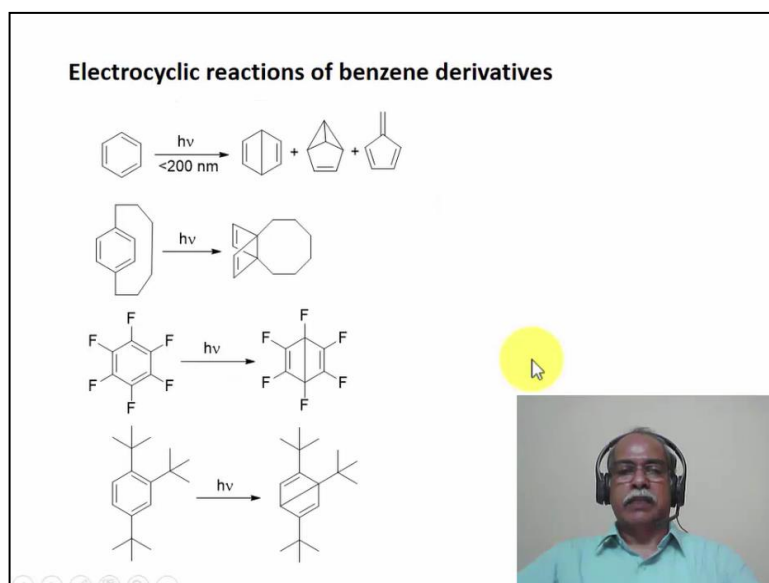 Electrocyclic reactions of benzene derivatives
hν
<200 nm
+
+
hν
F
F
F
F
F
F
hν
F
F
F
F
F
F
hν